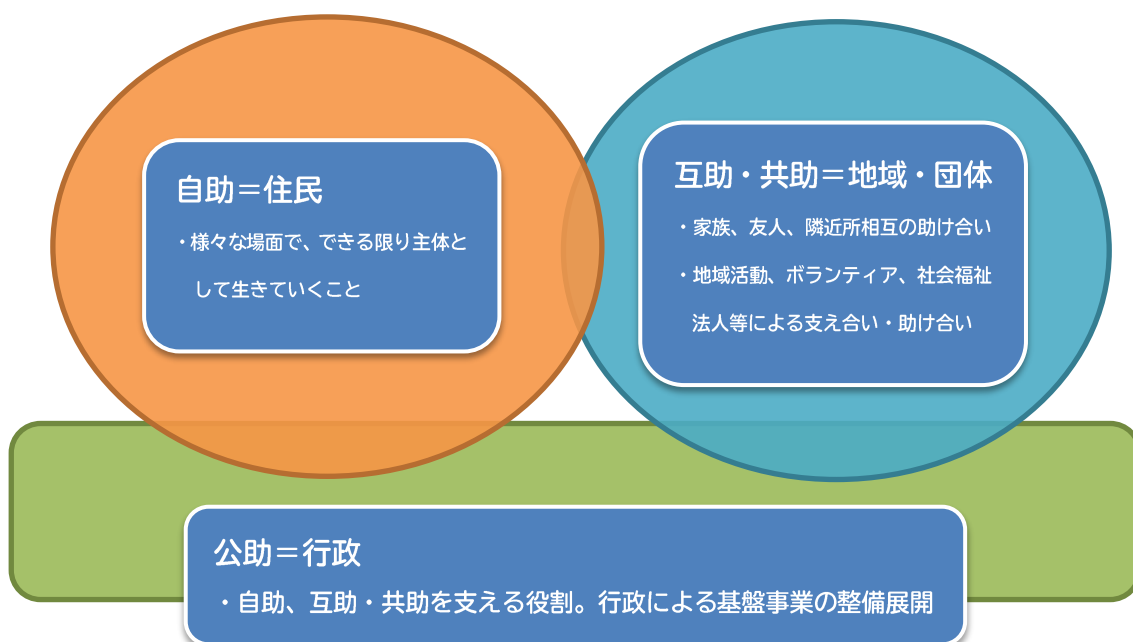 自助＝住民
・様々な場面で、できる限り主体と
して生きていくこと
互助・共助＝地域・団体
・家族、友人、隣近所相互の助け合い
・地域活動、ボランティア、社会福祉
法人等による支え合い・助け合い
公助＝行政
・自助、互助・共助を支える役割。行政による基盤事業の整備展開